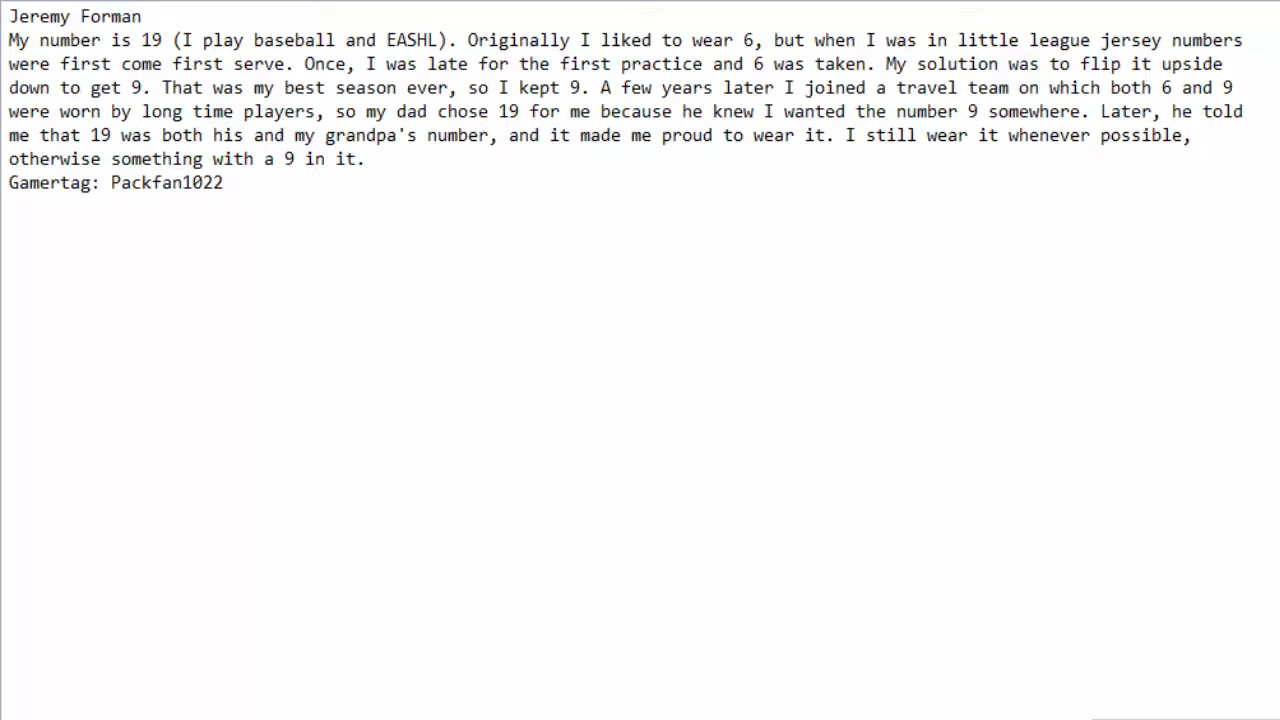 Jeremy Forman
My number is 19 (I play baseball and EASHL). Originally I liked to wear 6, but when I was in little league jersey numbers
were first come first serve. Once, I was late for the first practice and 6 was taken. My solution was to flip it upside
down to get 9. That was my best season ever, so I kept 9. A few years later I joined a travel team on which both 6 and 9
were worn by long time players, so my dad chose 19 for me because he knew I wanted the number 9 somewhere. Later, he told
me that 19 was both his and my grandpa's number, and it made me proud to wear it. I still wear it whenever possible,
otherwise something with a 9 in it.
Gamertag: Packfan1022